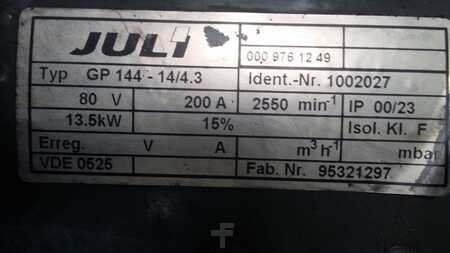 JULI
000 976 12 49
Typ GP 144 - 14/4.3 Ident.-Nr. 1002027
80 V 200 A 2550 min-1 IP 00/23
13.5kW 15% Isol. Kl. F
Erreg. V A m3 h-1 mbar
VDE 0525 Fab. Nr. 95321297